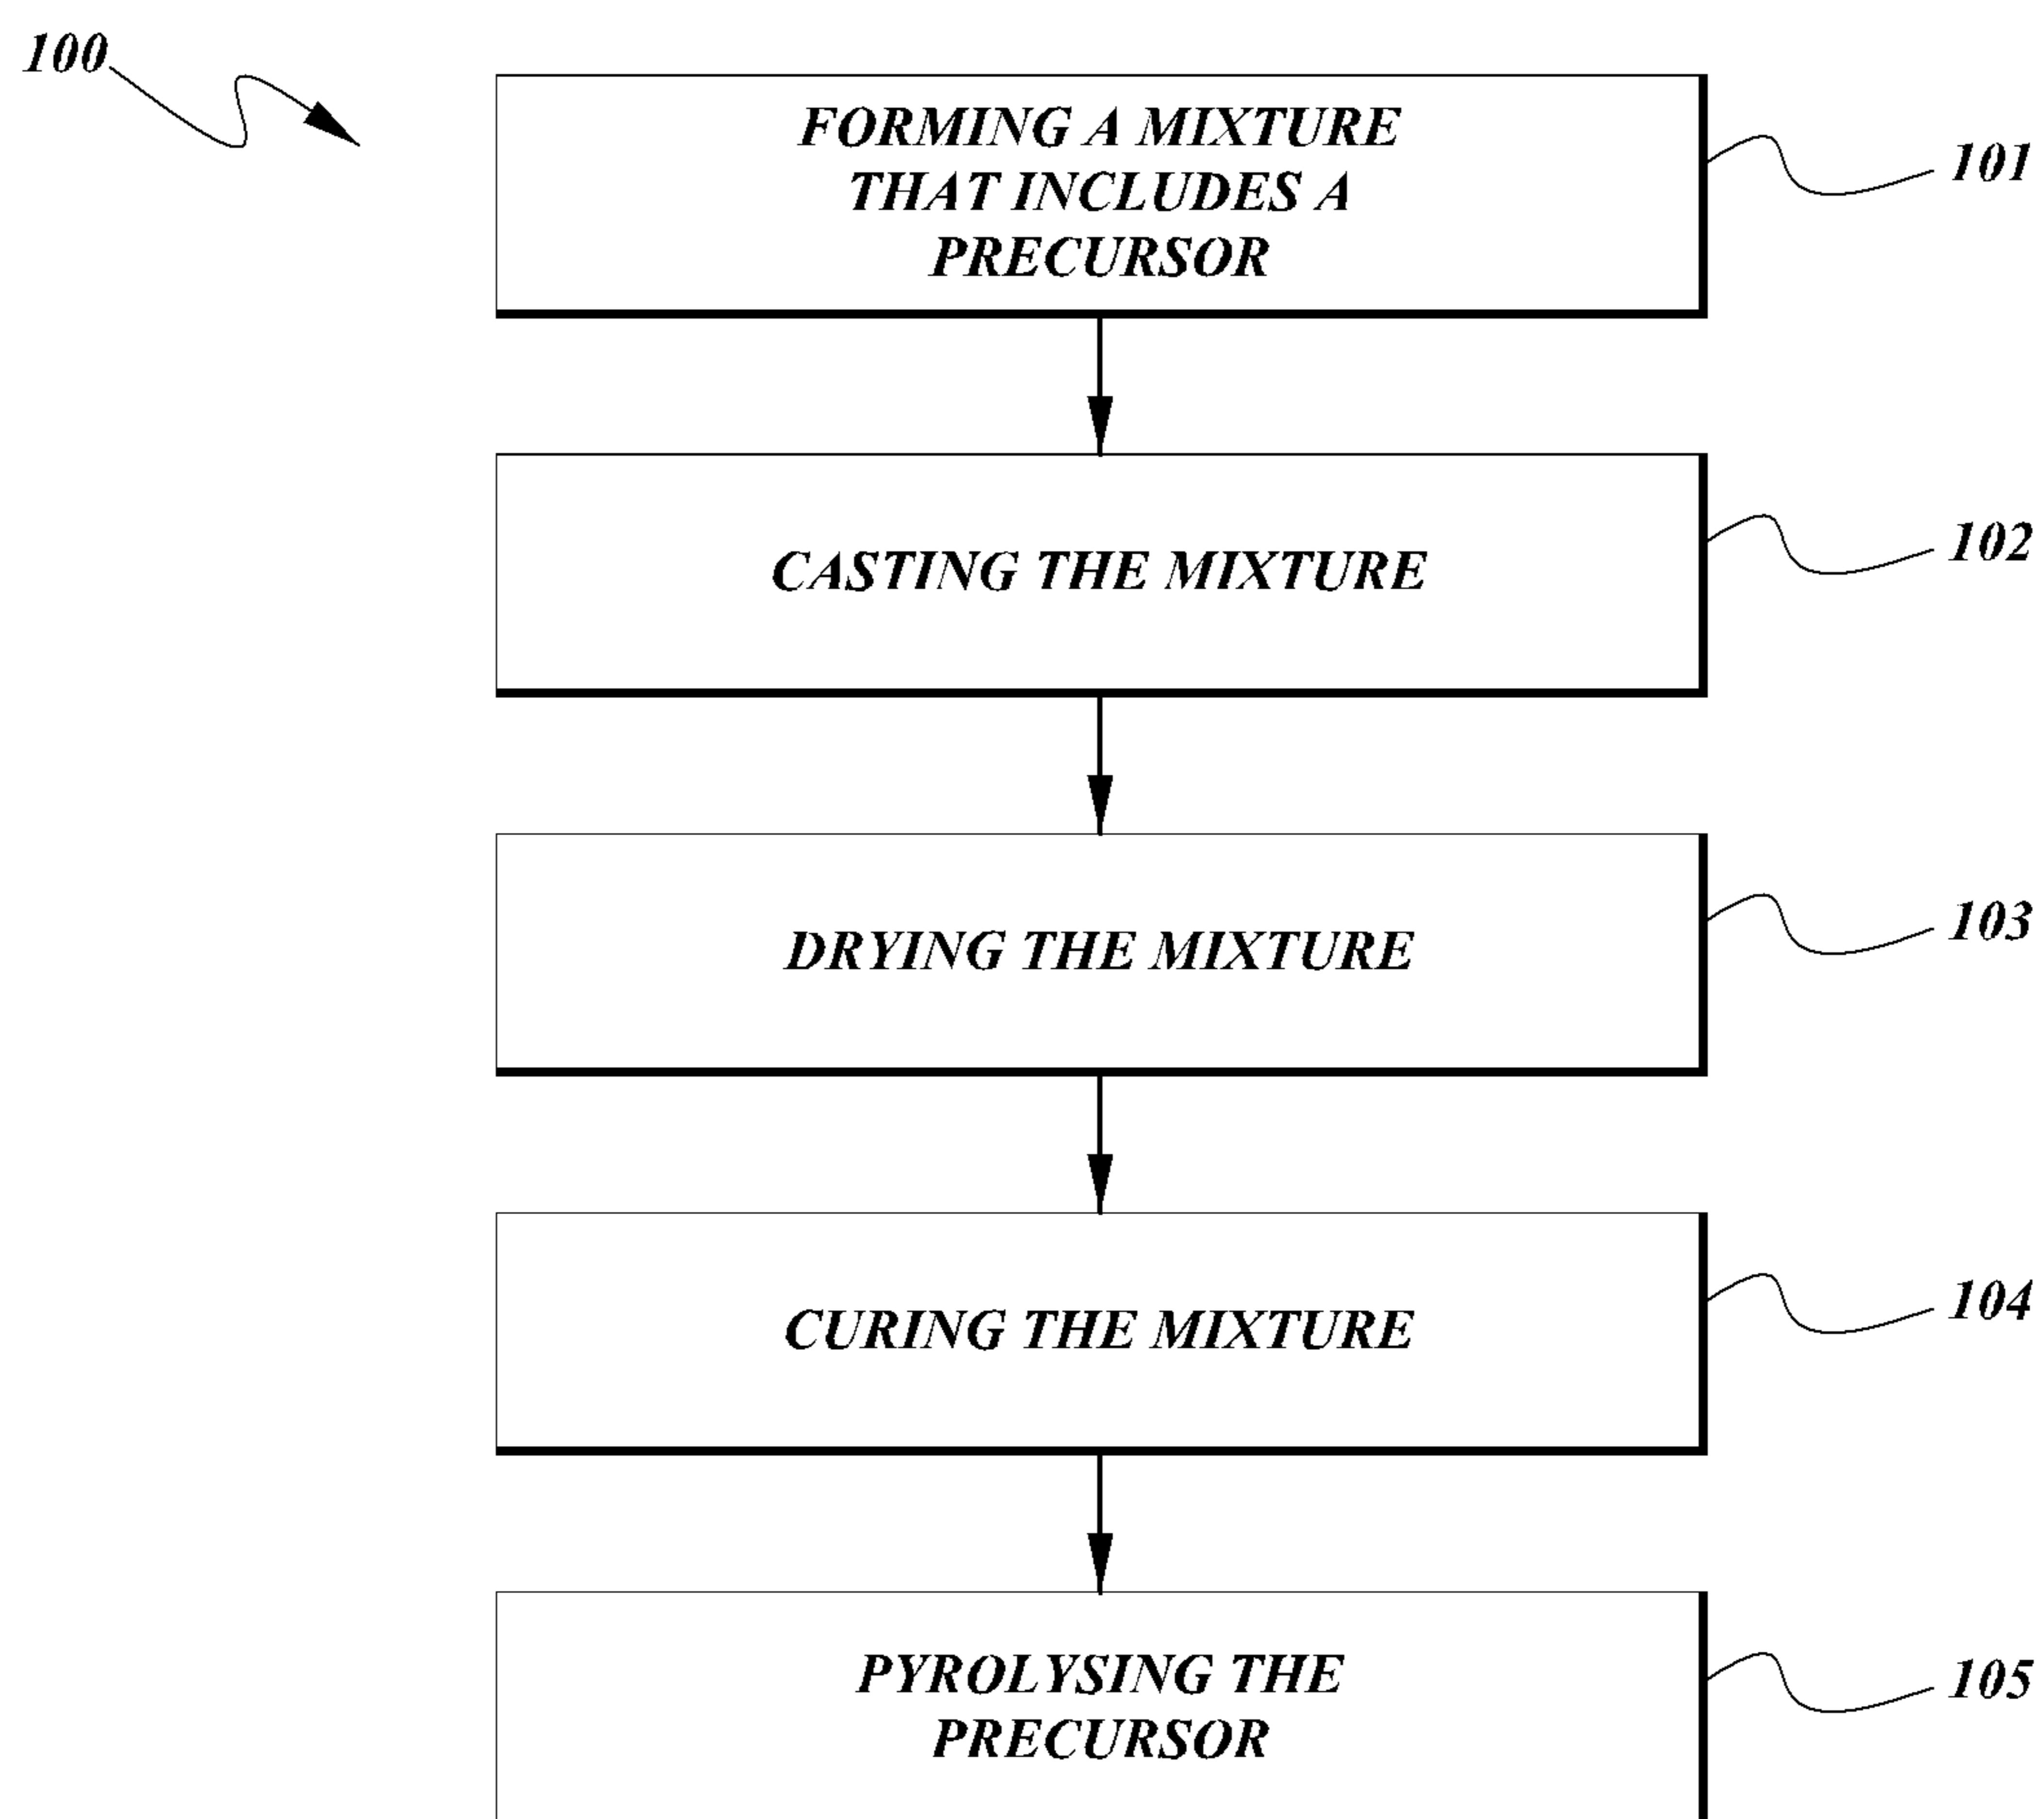 100
FORMING A MIXTURE
THAT INCLUDES A
PRECURSOR
101
CASTING THE MIXTURE
102
DRYING THE MIXTURE
103
CURING THE MIXTURE
104
PYROLYSING THE
PRECURSOR
105